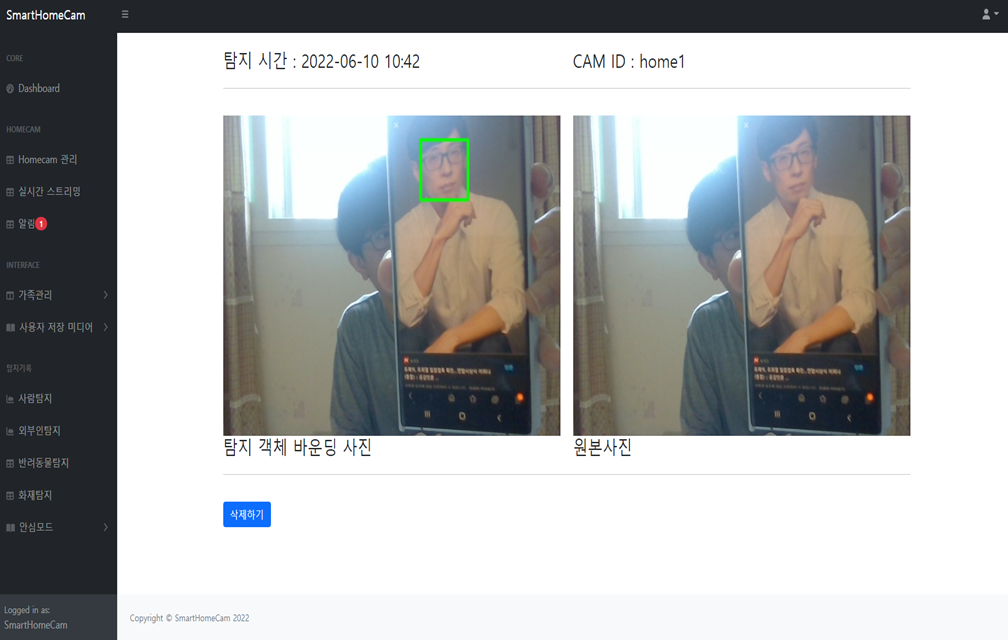 SmartHomeCam
CORE
Dashboard
HOMECAM
Homecam 관리
실시간 스트리밍
알림 1
INTERFACE
가족관리
사용자 저장 미디어
탐지기록
사람탐지
외부인탐지
반려동물탐지
화재탐지
안심모드
Logged in as:
SmartHomeCam
탐지 시간 : 2022-06-10 10:42
CAM ID : home1
탐지 객체 바운딩 사진
원본사진
삭제하기
Copyright © SmartHomeCam 2022